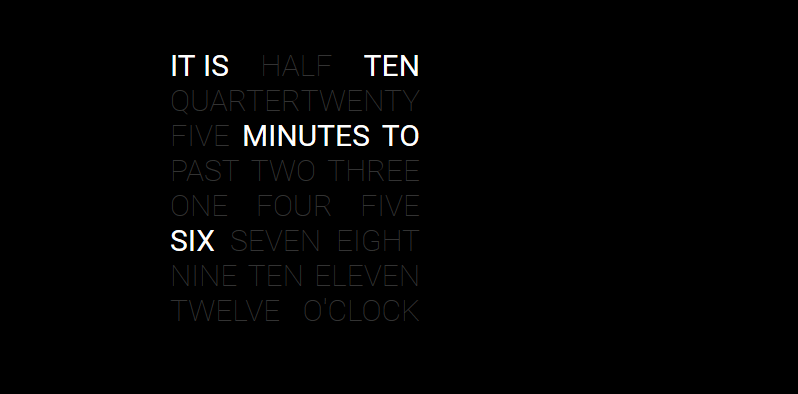 IT IS HALF TEN
QUARTERTWENTY
FIVE MINUTES TO
PAST TWO THREE
ONE FOUR FIVE
SIX SEVEN EIGHT
NINE TEN ELEVEN
TWELVE O'CLOCK